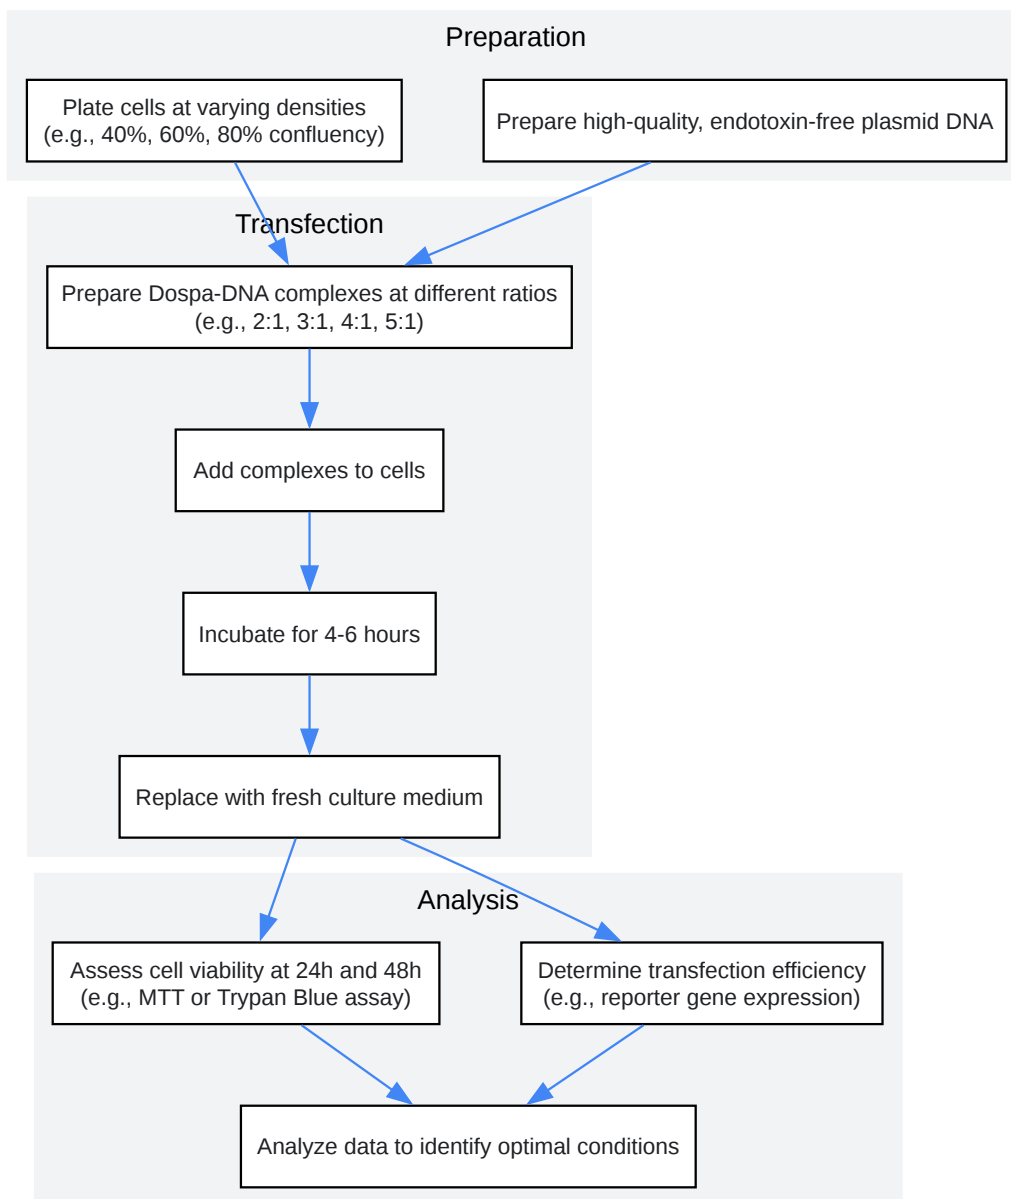 Preparation
Plate cells at varying densities
(e.g., 40%, 60%, 80% confluency)
Prepare high-quality, endotoxin-free plasmid DNA
Transfection
Prepare Dospa-DNA complexes at different ratios
(e.g., 2:1, 3:1, 4:1, 5:1)
Add complexes to cells
Incubate for 4-6 hours
Replace with fresh culture medium
Analysis
Assess cell viability at 24h and 48h
(e.g., MTT or Trypan Blue assay)
Determine transfection efficiency
(e.g., reporter gene expression)
Analyze data to identify optimal conditions